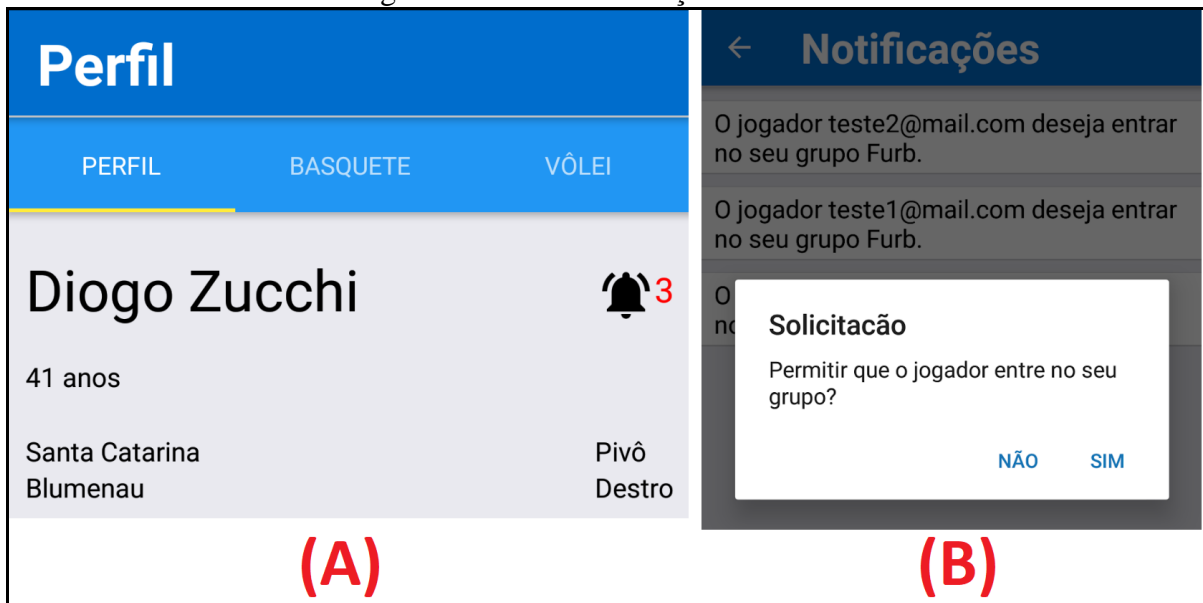 Perfil
PERFIL BASQUETE VÔLEI
Diogo Zucchi 3
41 anos
Santa Catarina Pivô
Blumenau Destro
(A)
Notificações
O jogador teste2@mail.com deseja entrar
no seu grupo Furb.
O jogador teste1@mail.com deseja entrar
no seu grupo Furb.
O
Solicitacão
Permitir que o jogador entre no seu
grupo?
NÃO SIM
(B)